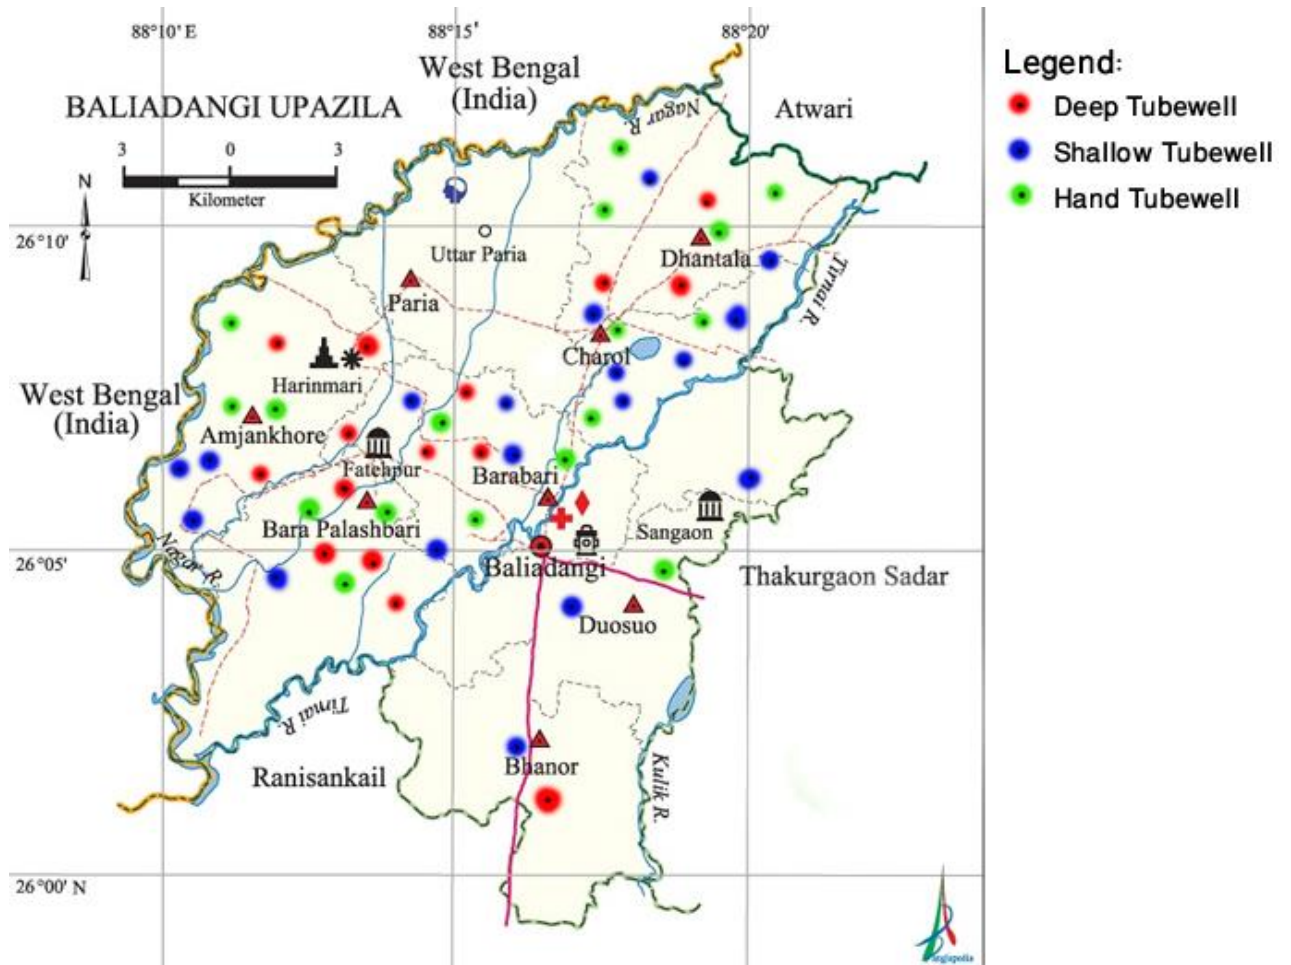 88°10' E
88°15'
88°20'
West Bengal
(India)
BALIADANGI UPAZILA
Nagar R.
Atwari
3 0 3
Kilometer
N
26°10'
Uttar Paria
Dhantala
Tirnai R.
Paria
Charol
Harinmari
West Bengal
(India)
Amjankhore
Fatehpur
Barabari
Bara Palashbari
Sangaon
Nagar R.
26°05'
Baliadangi
Thakurgaon Sadar
Duosuo
Tirnai R.
Ranisankail
Bhanor
Kulik R.
26°00' N
Legend:
Deep Tubewell
Shallow Tubewell
Hand Tubewell